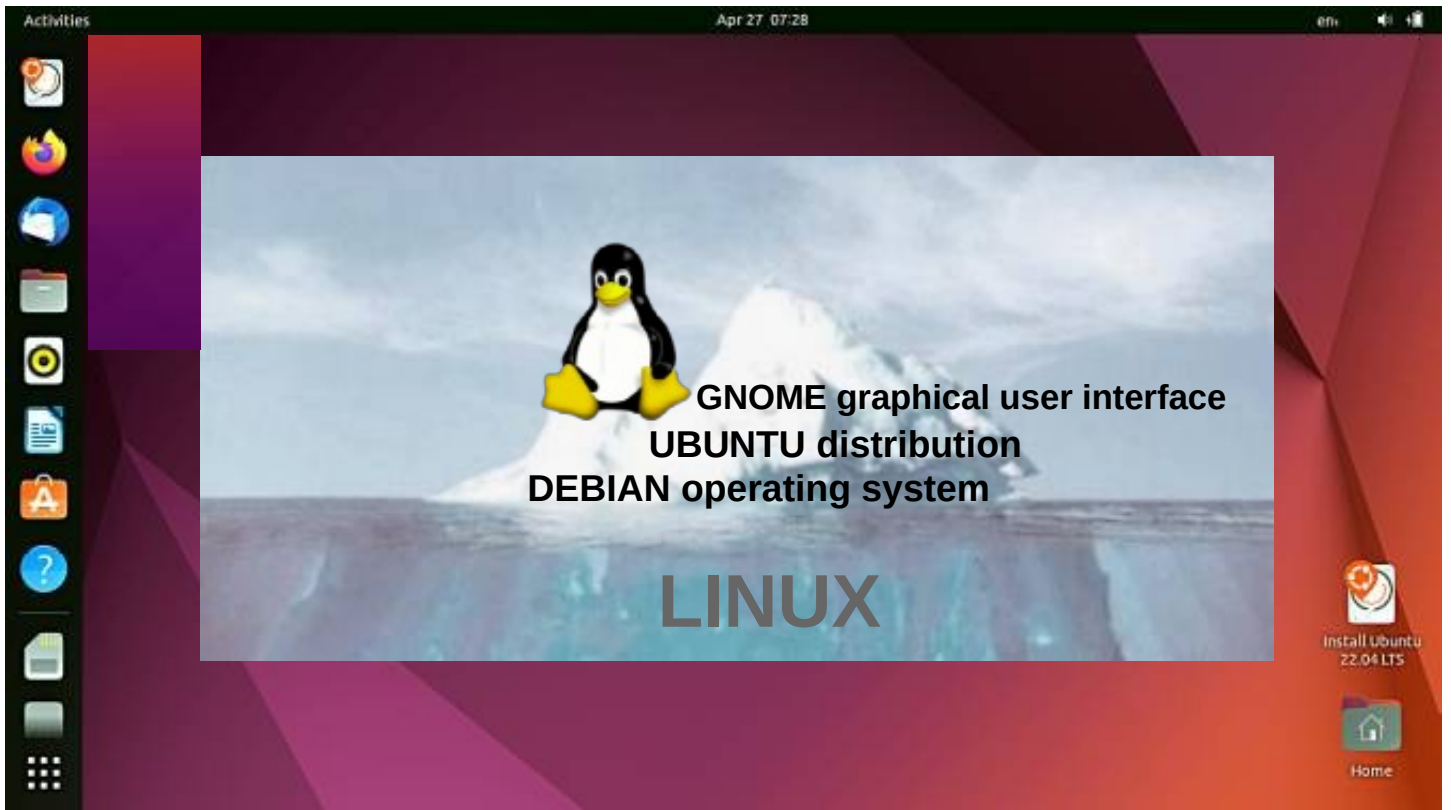 Activities
Apr 27 07:28
en
GNOME graphical user interface
UBUNTU distribution
DEBIAN operating system
LINUX
Install Ubuntu
22.04 LTS
Home